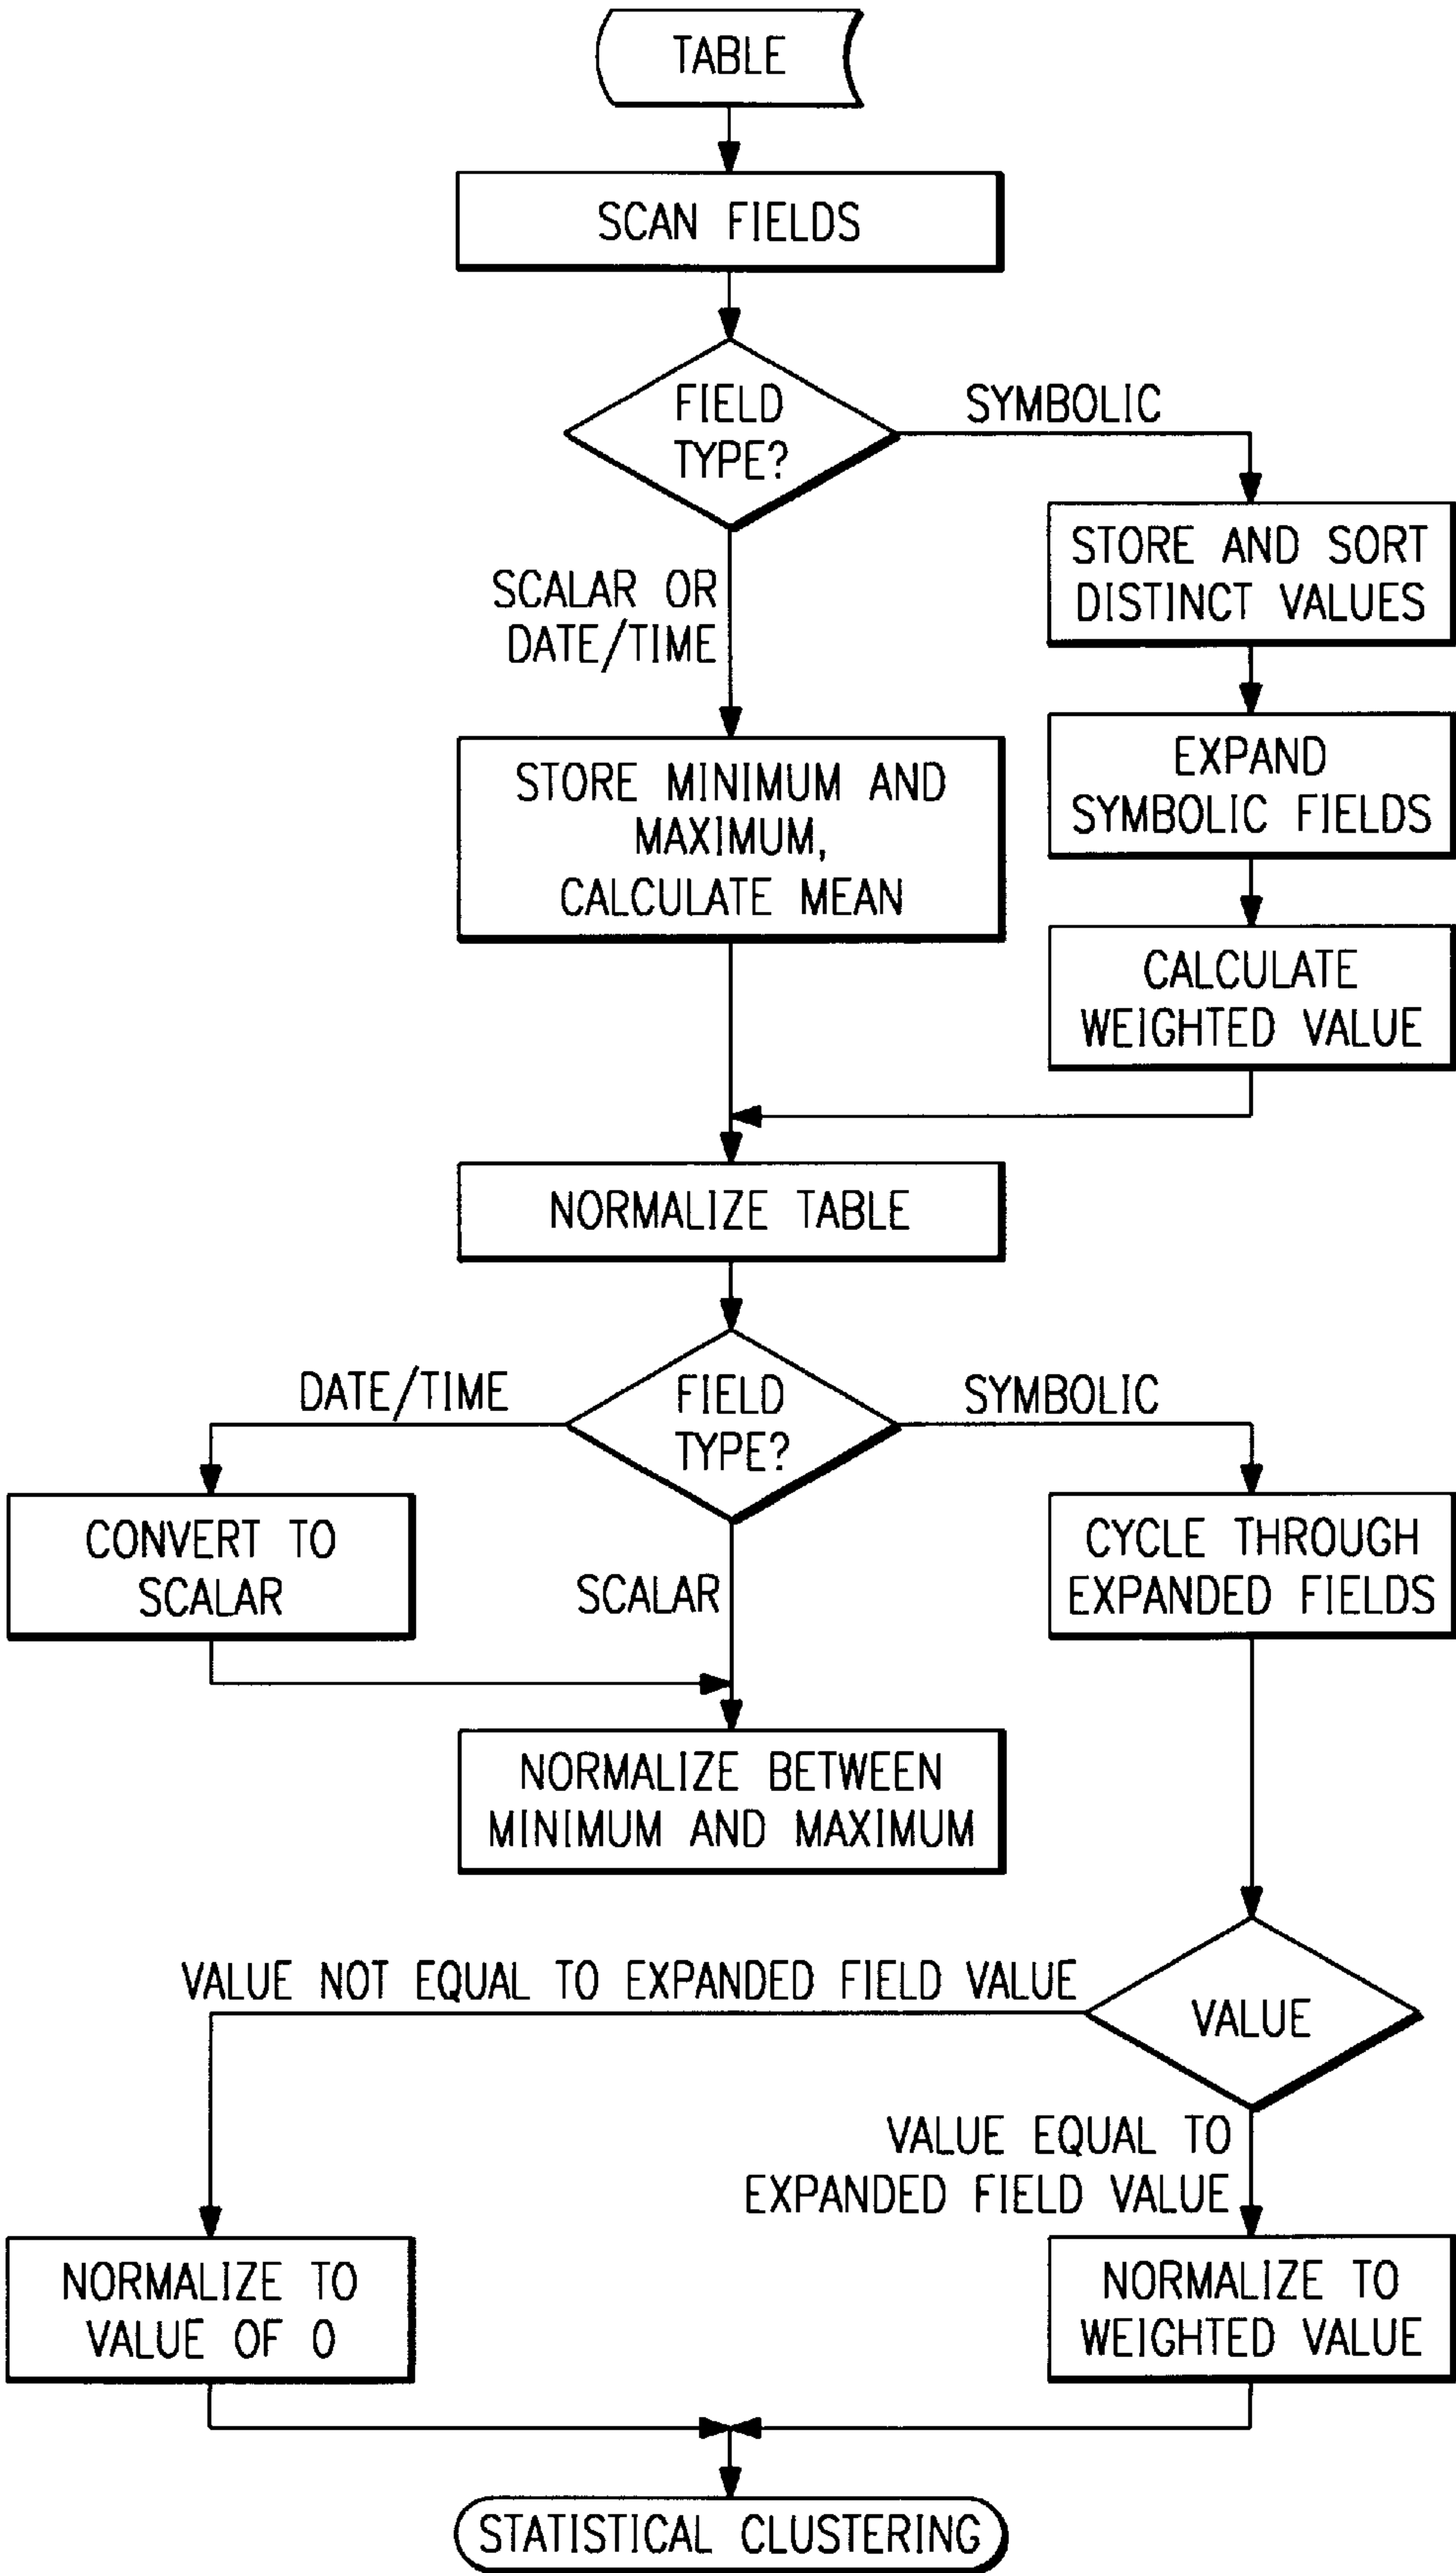 TABLE
SCAN FIELDS
FIELD
TYPE?
SYMBOLIC
STORE AND SORT
DISTINCT VALUES
SCALAR OR
DATE/TIME
EXPAND
SYMBOLIC FIELDS
STORE MINIMUM AND
MAXIMUM,
CALCULATE MEAN
CALCULATE
WEIGHTED VALUE
NORMALIZE TABLE
DATE/TIME
FIELD
TYPE?
SYMBOLIC
CONVERT TO
SCALAR
SCALAR
CYCLE THROUGH
EXPANDED FIELDS
NORMALIZE BETWEEN
MINIMUM AND MAXIMUM
VALUE NOT EQUAL TO EXPANDED FIELD VALUE
VALUE
VALUE EQUAL TO
EXPANDED FIELD VALUE
NORMALIZE TO
VALUE OF 0
NORMALIZE TO
WEIGHTED VALUE
STATISTICAL CLUSTERING